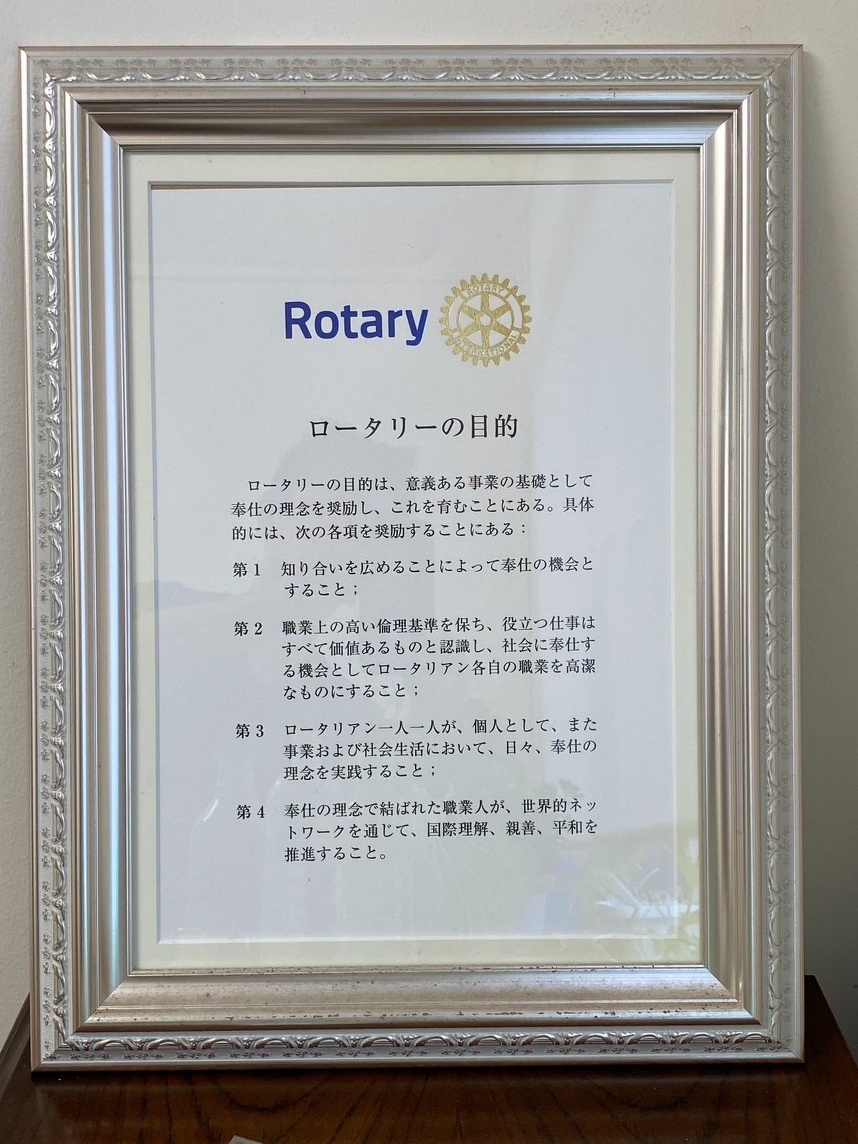 Rotary
ROTARY
INTERNATIONAL
ロータリーの目的
ロータリーの目的は、意義ある事業の基礎として
奉仕の理念を奨励し、これを育むことにある。具体
的には、次の各項を奨励することにある：
第1 知り合いを広めることによって奉仕の機会と
すること；
第2 職業上の高い倫理基準を保ち、役立つ仕事は
すべて価値あるものと認識し、社会に奉仕す
る機会としてロータリアン各自の職業を高潔
なものにすること；
第3 ロータリアン一人一人が、個人として、また
事業および社会生活において、日々、奉仕の
理念を実践すること；
第4 奉仕の理念で結ばれた職業人が、世界的ネッ
トワークを通じて、国際理解、親善、平和を
推進すること。